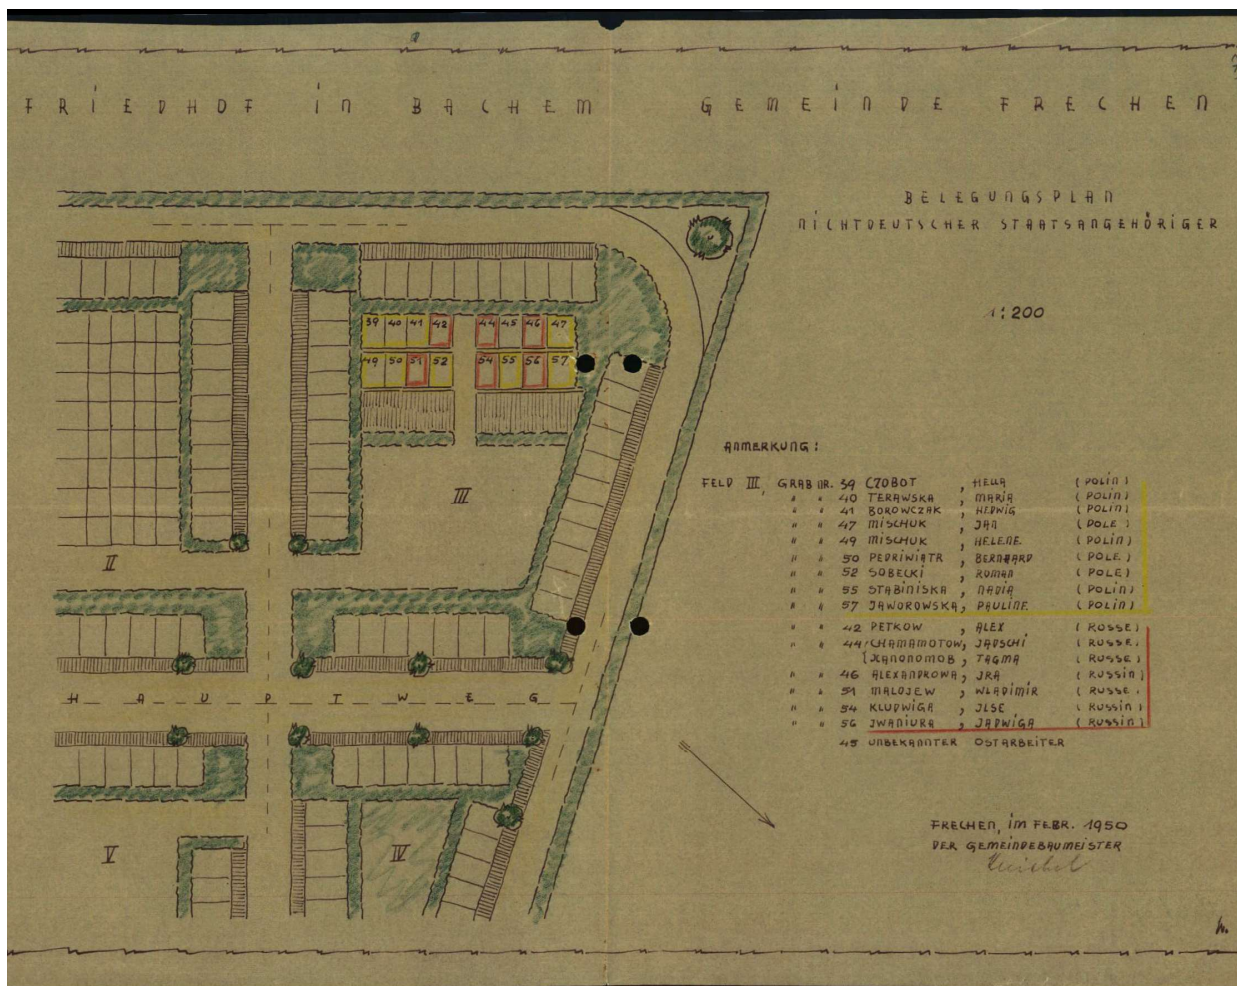 FRIEDHOF IN BACHEM GEMEINDE FRECHEN
BELEGUNGSPLAN
NICHTDEUTSCHER STAATSANGEHÖRIGER
1:200
39 40 41 42 44 45 46 47
49 50 51 52 54 55 56 57
III
II
HAUPTWEG
V
IV
ANMERKUNG:
FELD III, GRAB NR. 39 CZOBOT, HELLA (POLIN)
" " 40 TERAWSKA, MARIA (POLIN)
" " 41 BOROWCZAK, HEDWIG (POLIN)
" " 47 MISCHUK, JAN (POLE)
" " 49 MISCHUK, HELENE (POLIN)
" " 50 PEDRIWIATR, BERNHARD (POLE)
" " 52 SOBECKI, ROMAN (POLE)
" " 55 STABINISKA, NADIA (POLIN)
" " 57 JAWOROWSKA, PAULINE (POLIN)
" " 42 PETKOW, ALEX (RUSSE)
" " 44 CHAMAMOTOW, JADSCHI (RUSSE)
, TAGMA (RUSSE)
" " 46 ALEXANDROWA, JRA (RUSSIN)
" " 51 MALOJEW, WLADIMIR (RUSSE)
" " 54 KLUDWIGA, JLSE (RUSSIN)
" " 56 JWANIURA, JADWIGA (RUSSIN)
45 UNBEKANNTER OSTARBEITER
FRECHEN, IM FEBR. 1950
DER GEMEINDEBAUMEISTER